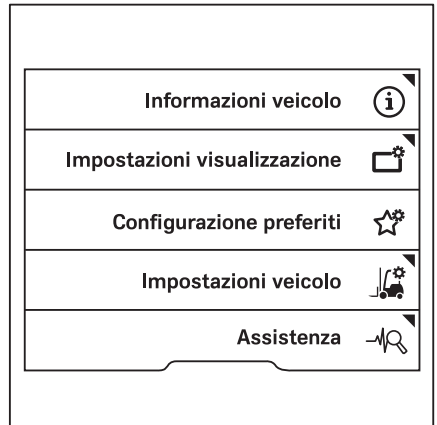 Informazioni veicolo
Impostazioni visualizzazione
Configurazione preferiti
Impostazioni veicolo
Assistenza